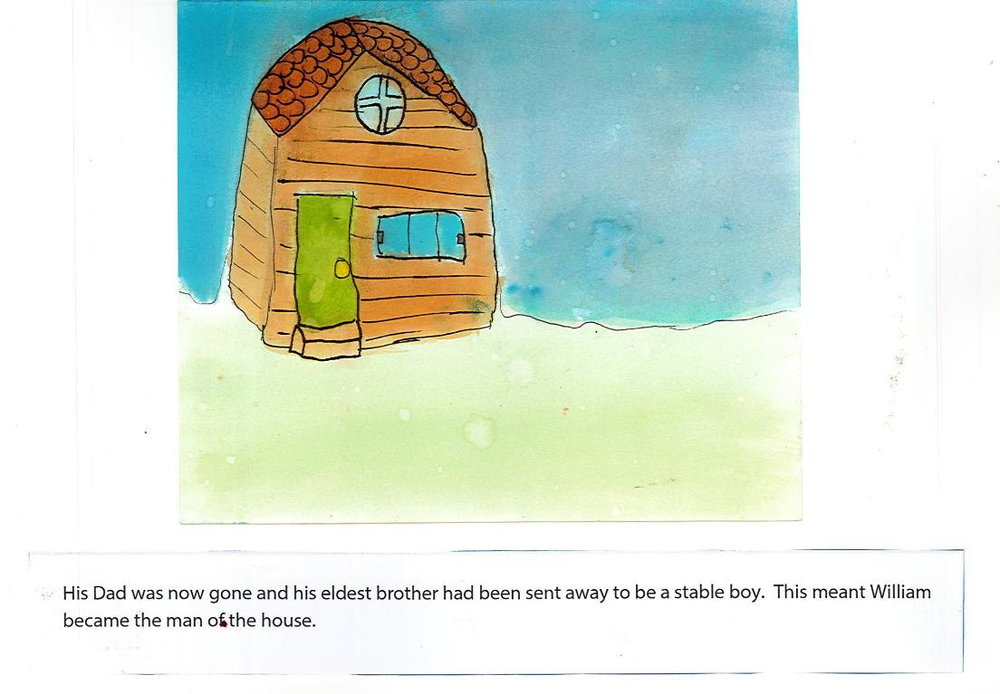 His Dad was now gone and his eldest brother had been sent away to be a stable boy.  This meant William
became the man of the house.